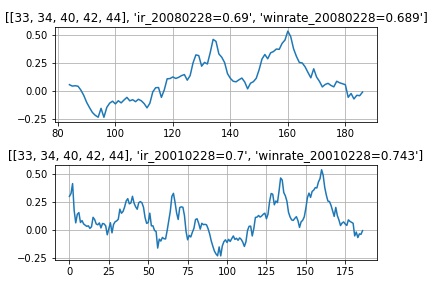 [[33, 34, 40, 42, 44], 'ir_20080228=0.69', 'winrate_20080228=0.689']
0.50
0.25
0.00
−0.25
80 100 120 140 160 180
[[33, 34, 40, 42, 44], 'ir_20010228=0.7', 'winrate_20010228=0.743']
0.50
0.25
0.00
−0.25
0 25 50 75 100 125 150 175